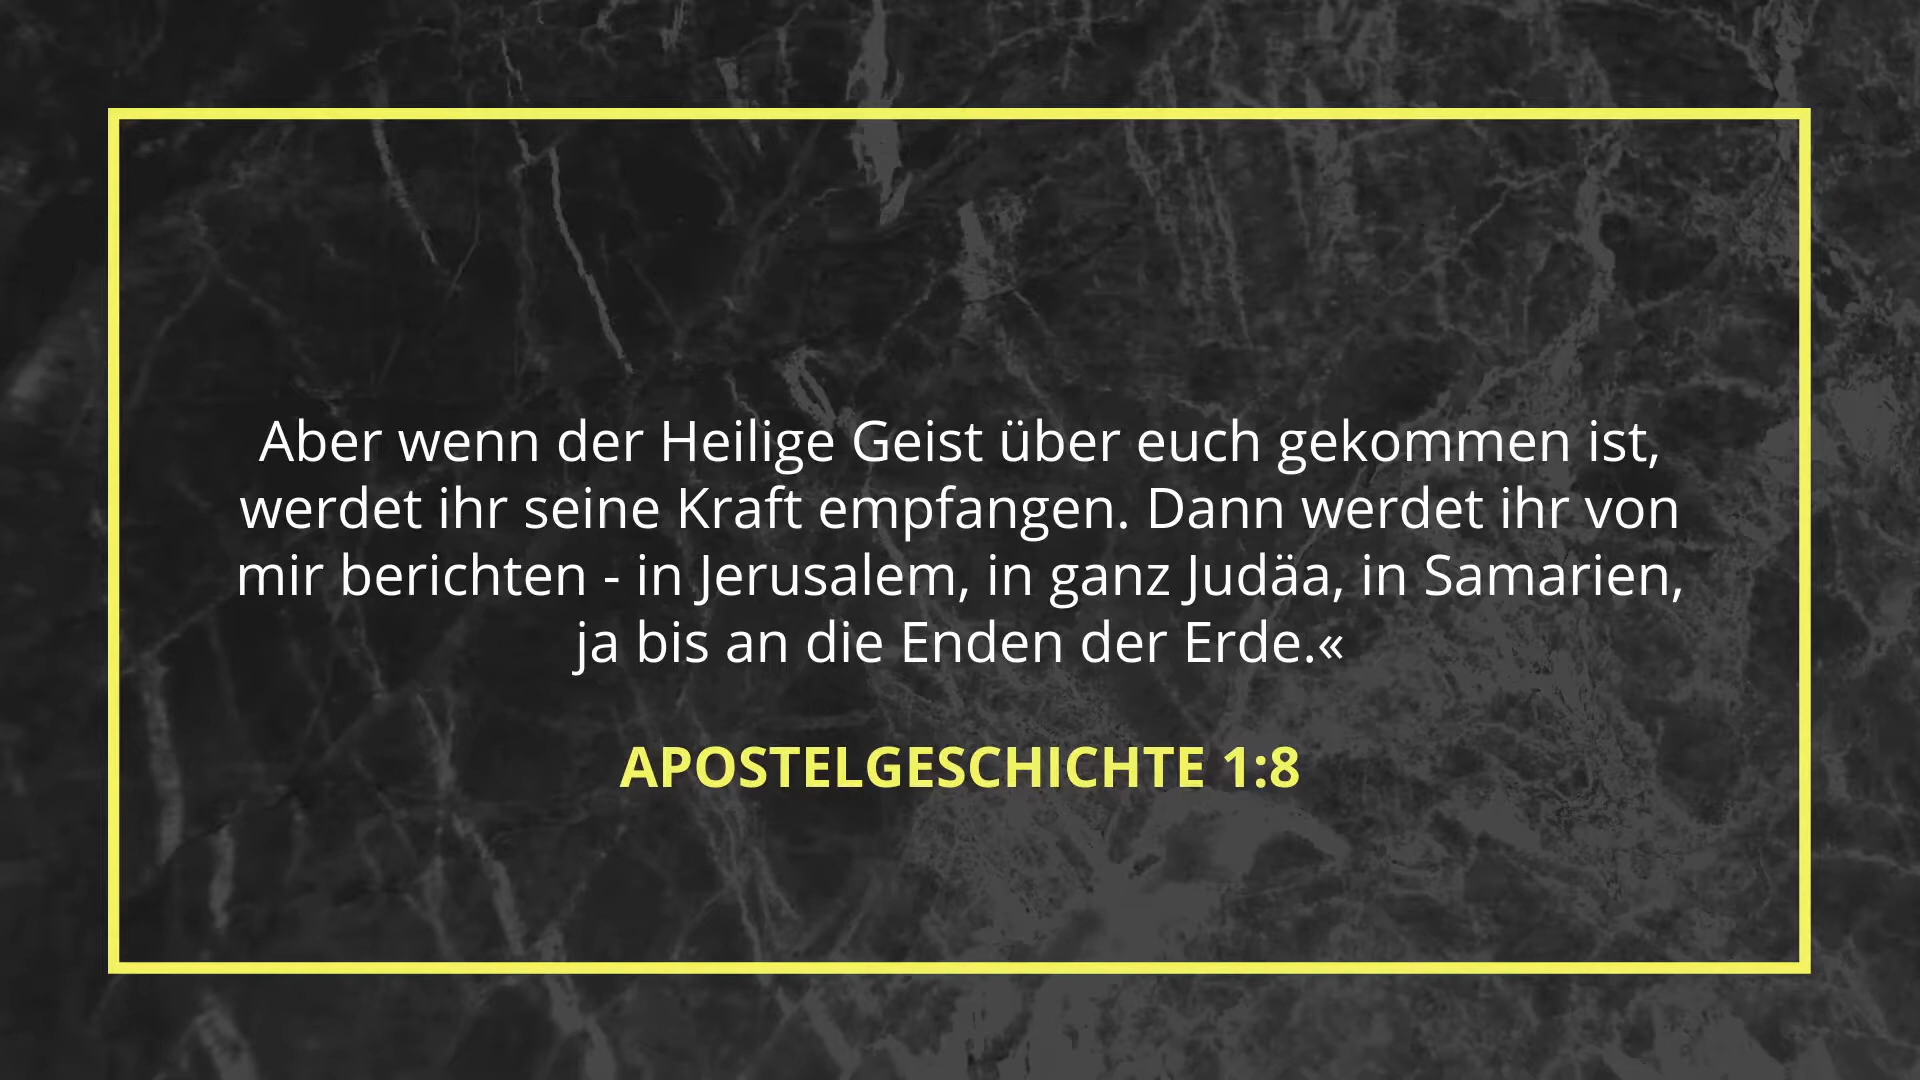 Aber wenn der Heilige Geist über euch gekommen ist,
werdet ihr seine Kraft empfangen. Dann werdet ihr von
mir berichten - in Jerusalem, in ganz Judäa, in Samarien,
ja bis an die Enden der Erde.«
APOSTELGESCHICHTE 1:8